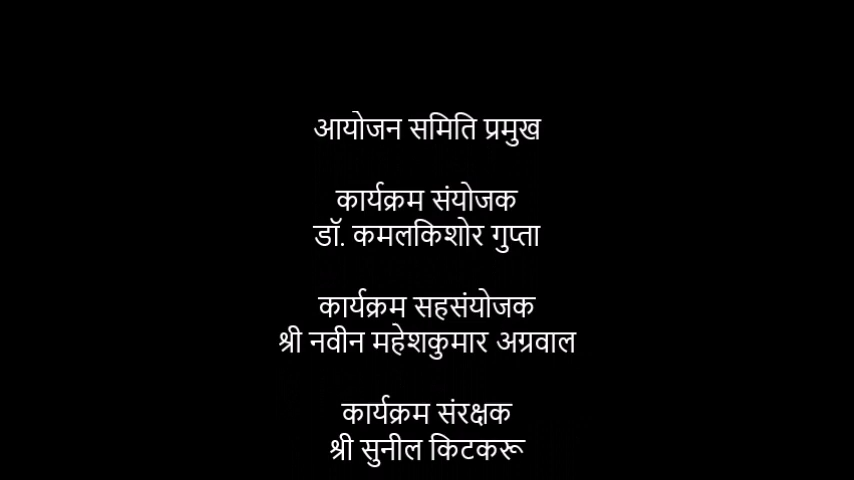 आयोजन समिति प्रमुख
कार्यक्रम संयोजक
डॉ. कमलकिशोर गुप्ता
कार्यक्रम सहसंयोजक
श्री नवीन महेशकुमार अग्रवाल
कार्यक्रम संरक्षक
श्री सुनील किटकरू